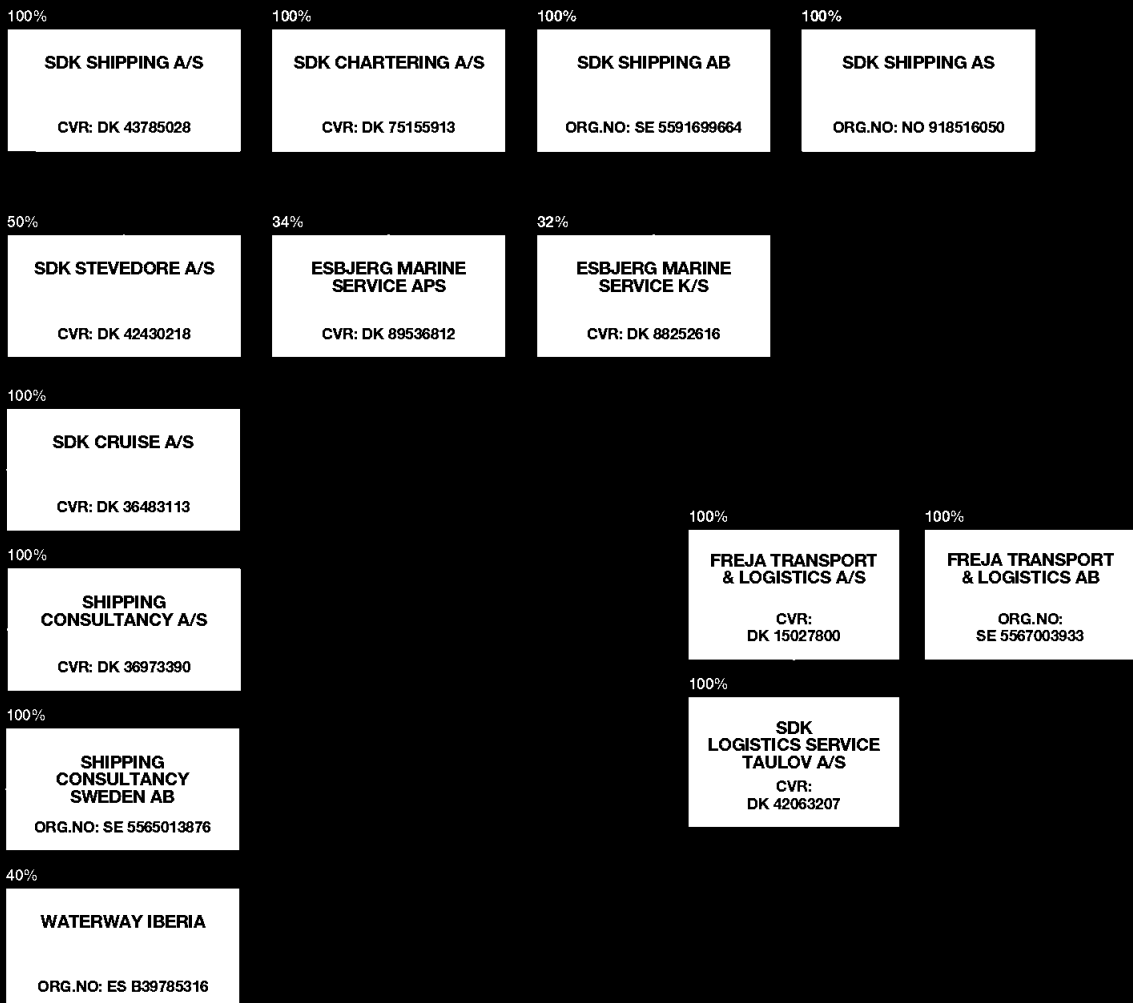 100%
SDK SHIPPING A/S
CVR: DK 43785028
100%
SDK CHARTERING A/S
CVR: DK 75155913
100%
SDK SHIPPING AB
ORG.NO: SE 5591699664
100%
SDK SHIPPING AS
ORG.NO: NO 918516050
50%
SDK STEVEDORE A/S
CVR: DK 42430218
34%
ESBJERG MARINE
SERVICE APS
CVR: DK 89536812
32%
ESBJERG MARINE
SERVICE K/S
CVR: DK 88252616
100%
SDK CRUISE A/S
CVR: DK 36483113
100%
SHIPPING
CONSULTANCY A/S
CVR: DK 36973390
100%
SHIPPING
CONSULTANCY
SWEDEN AB
ORG.NO: SE 5565013876
40%
WATERWAY IBERIA
ORG.NO: ES B39785316
100%
FREJA TRANSPORT
& LOGISTICS A/S
CVR:
DK 15027800
100%
FREJA TRANSPORT
& LOGISTICS AB
ORG.NO:
SE 5567003933
100%
SDK
LOGISTICS SERVICE
TAULOV A/S
CVR:
DK 42063207